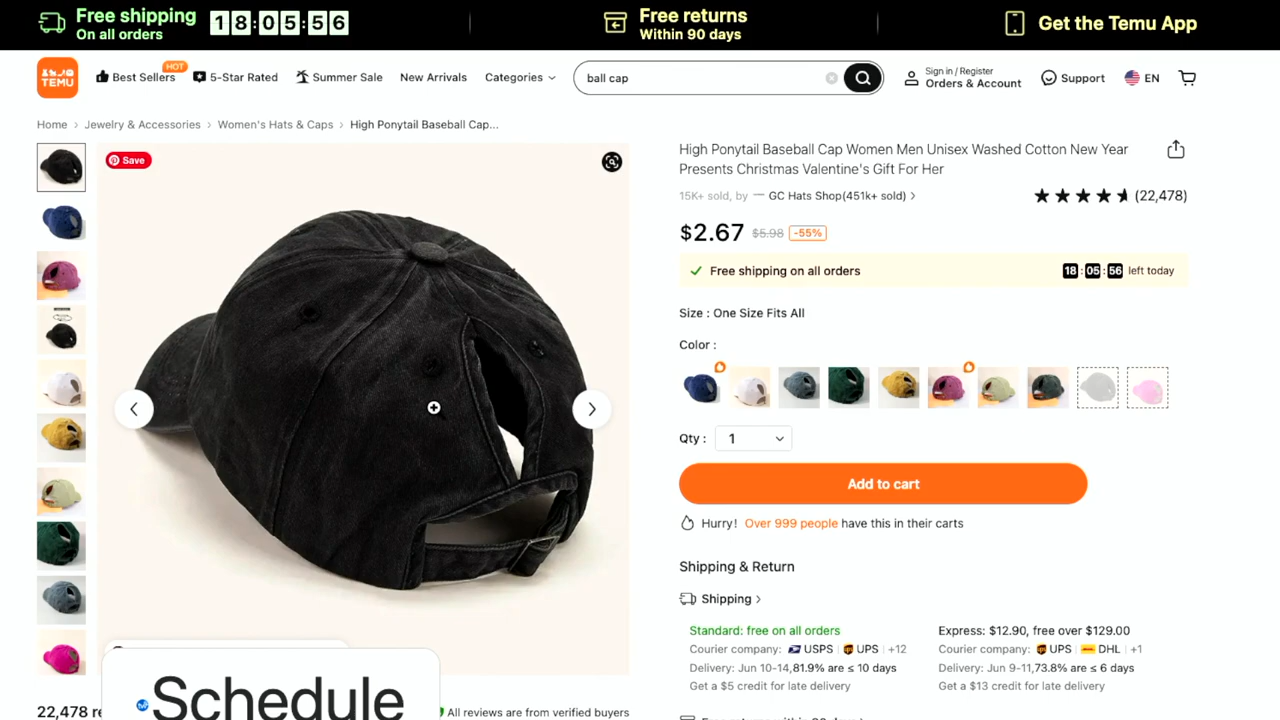 Free shipping
On all orders
18:05:56
Free returns
Within 90 days
Get the Temu App
TEMU
Best Sellers
HOT
5-Star Rated
Summer Sale
New Arrivals
Categories
ball cap
Sign in / Register
Orders & Account
Support
EN
Home > Jewelry & Accessories > Women's Hats & Caps > High Ponytail Baseball Cap...
Save
High Ponytail Baseball Cap Women Men Unisex Washed Cotton New Year
Presents Christmas Valentine's Gift For Her
15K+ sold, by GC Hats Shop(451k+ sold) >
(22,478)
$2.67 $5.98 -55%
Free shipping on all orders
18:05:56 left today
Size : One Size Fits All
Color :
Qty : 1
Add to cart
Hurry! Over 999 people have this in their carts
Shipping & Return
Shipping >
Standard: free on all orders
Courier company: USPS UPS | +12
Delivery: Jun 10-14, 81.9% are ≤ 10 days
Get a $5 credit for late delivery
Express: $12.90, free over $129.00
Courier company: UPS DHL | +1
Delivery: Jun 9-11, 73.8% are ≤ 6 days
Get a $13 credit for late delivery
Schedule
22,478
All reviews are from verified buyers